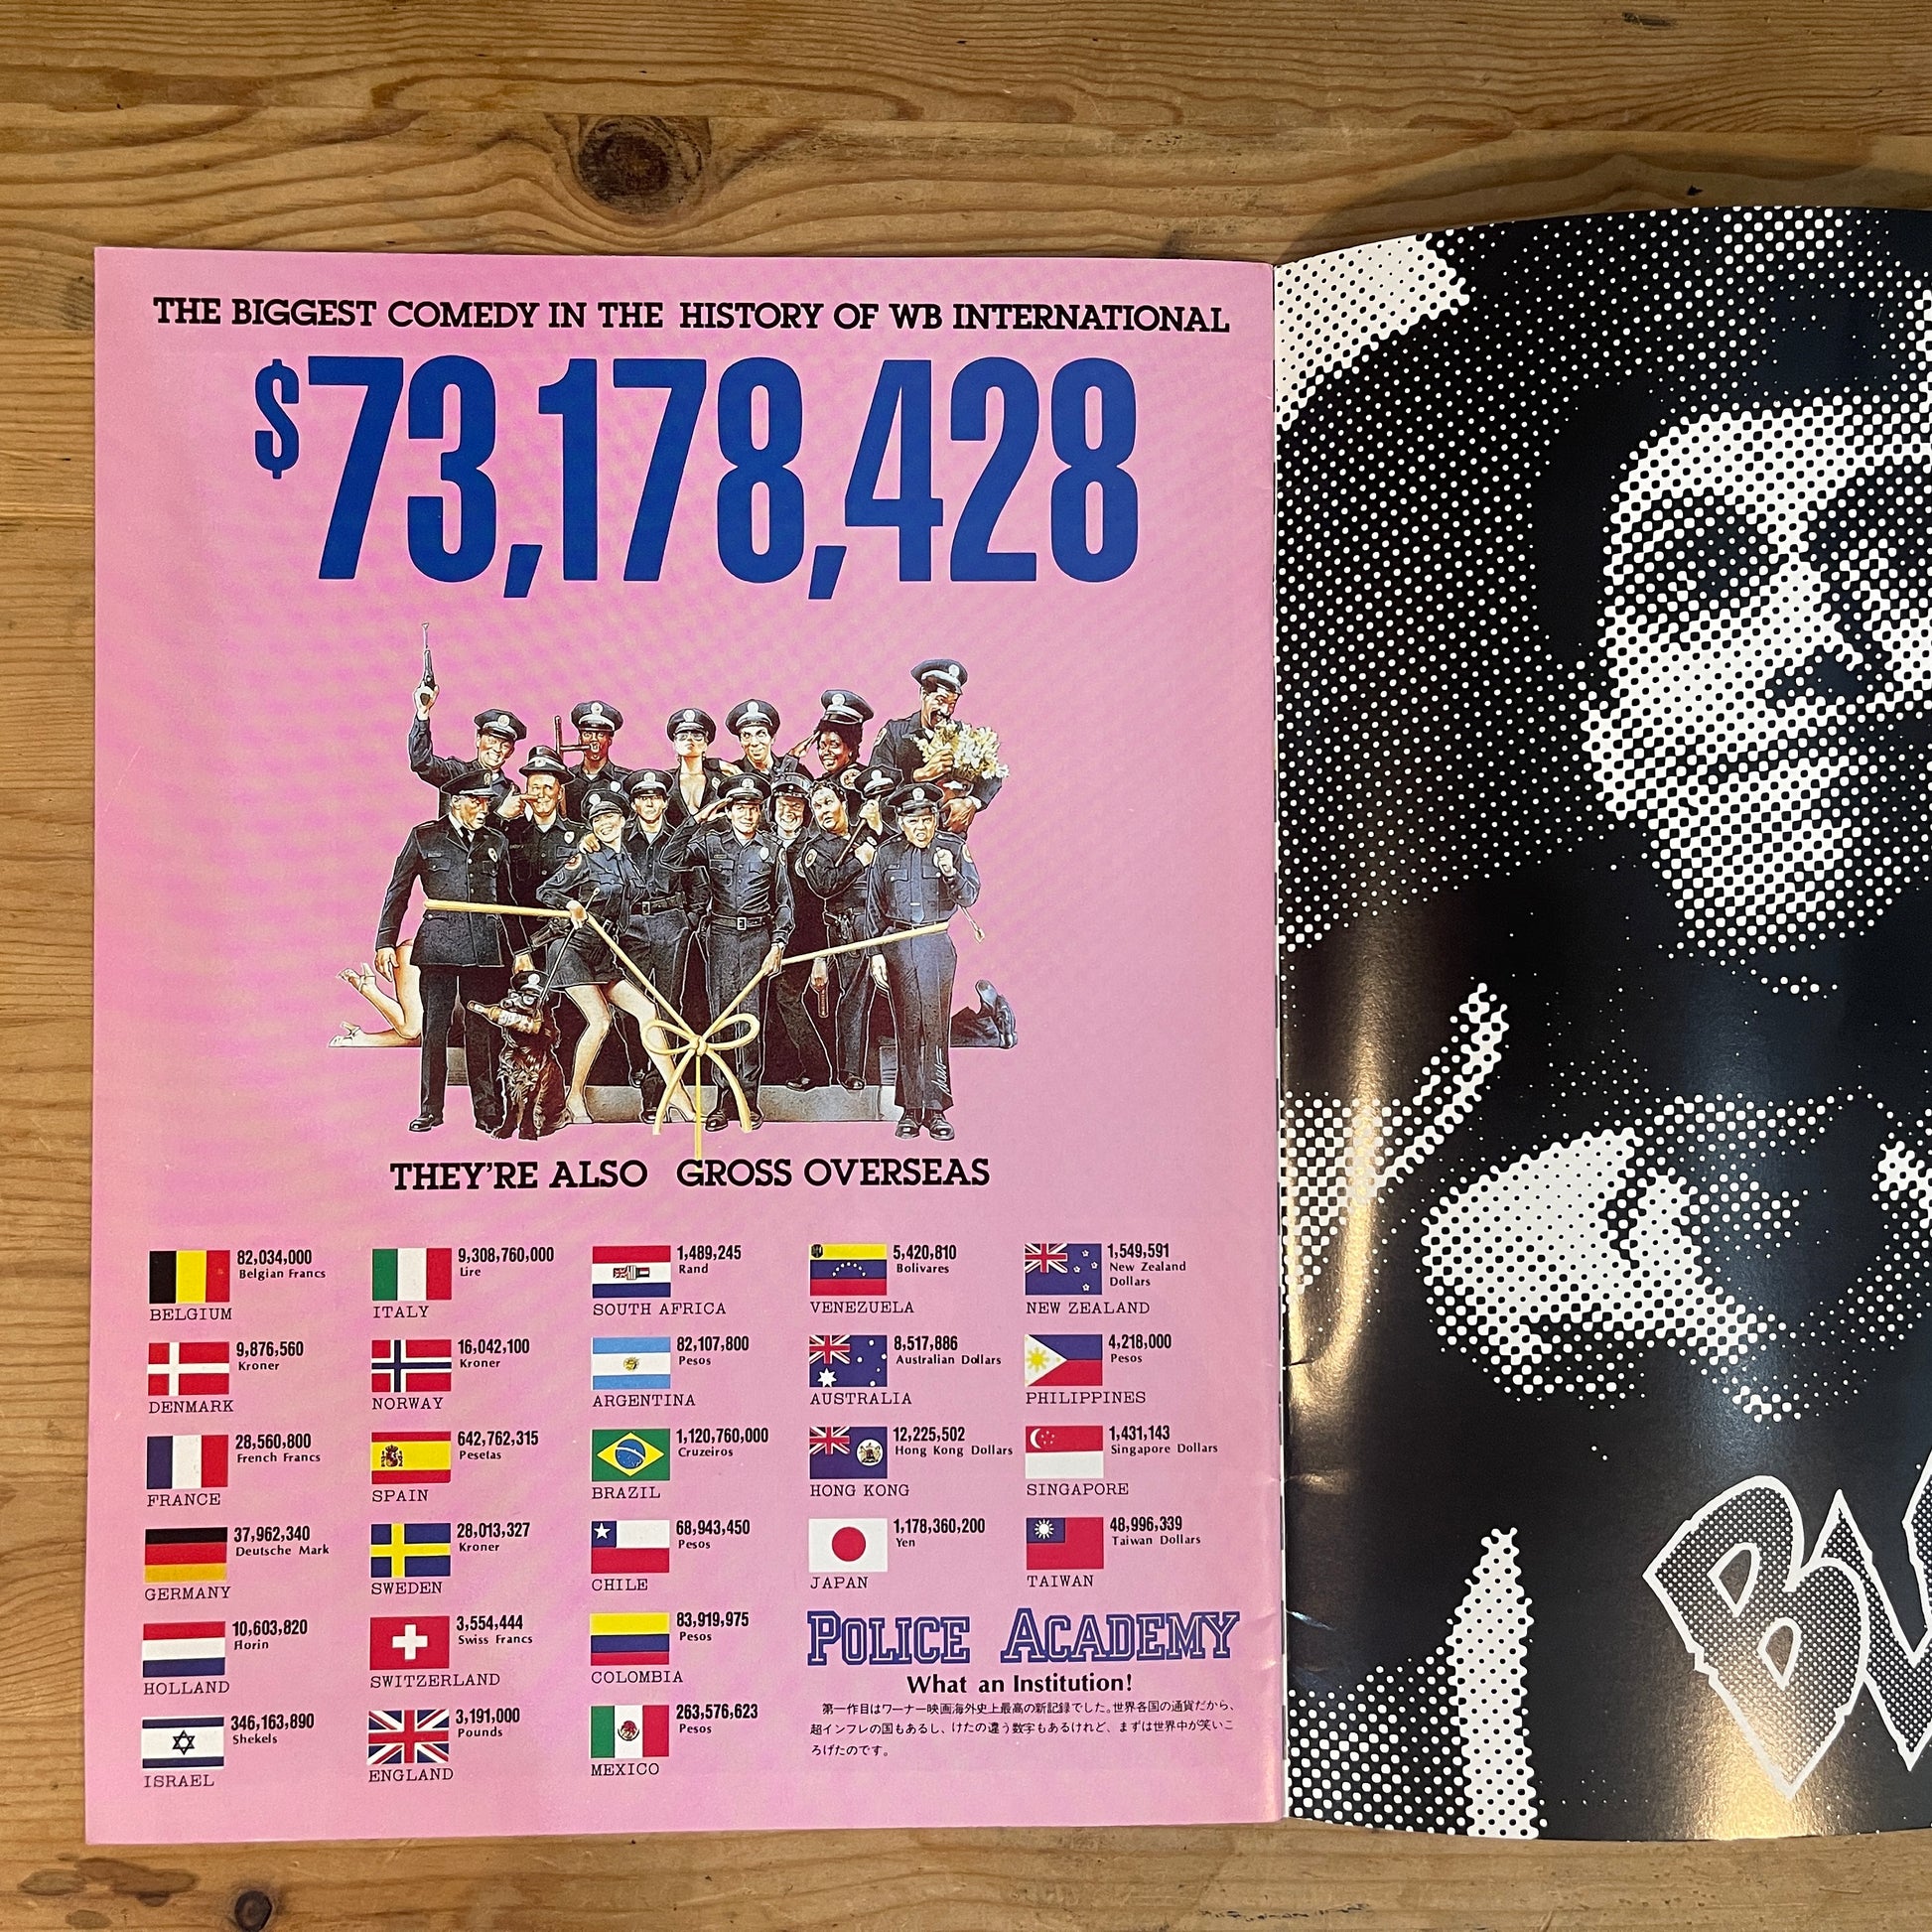 THE BIGGEST COMEDY IN THE HISTORY OF WB INTERNATIONAL
$73,178,428
THEY'RE ALSO GROSS OVERSEAS
82,034,000
Belgian Francs
BELGIUM
9,876,560
Kroner
DENMARK
28,560,800
French Francs
FRANCE
37,962,340
Deutsche Mark
GERMANY
10,603,820
Florin
HOLLAND
346,163,890
Shekels
ISRAEL
9,308,760,000
Lire
ITALY
16,042,100
Kroner
NORWAY
642,762,315
Pesetas
SPAIN
28,013,327
Kroner
SWEDEN
3,554,444
Swiss Francs
SWITZERLAND
3,191,000
Pounds
ENGLAND
1,489,245
Rand
SOUTH AFRICA
82,107,800
Pesos
ARGENTINA
1,120,760,000
Cruzeiros
BRAZIL
68,943,450
Pesos
CHILE
83,919,975
Pesos
COLOMBIA
263,576,623
Pesos
MEXICO
5,420,810
Bolivares
VENEZUELA
8,517,886
Australian Dollars
AUSTRALIA
12,225,502
Hong Kong Dollars
HONG KONG
1,178,360,200
Yen
JAPAN
1,549,591
New Zealand
Dollars
NEW ZEALAND
4,218,000
Pesos
PHILIPPINES
1,431,143
Singapore Dollars
SINGAPORE
48,996,339
Taiwan Dollars
TAIWAN
POLICE ACADEMY
What an Institution!
第一作目はワーナー映画海外史上最高の新記録でした。世界各国の通貨だから、
超インフレの国もあるし、けたの違う数字もあるけれど、まずは世界中が笑いこ
ろげたのです。